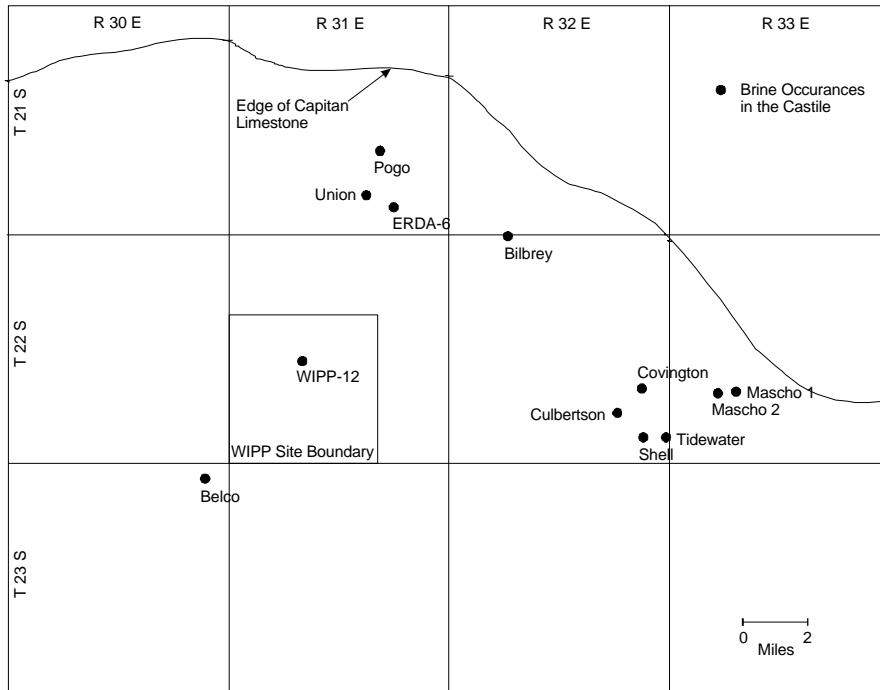 R 30 E
R 31 E
R 32 E
R 33 E
T 21 S
Edge of Capitan
Limestone
Brine Occurances
in the Castile
Pogo
Union
ERDA-6
Bilbrey
T 22 S
WIPP-12
Covington
Mascho 1
Mascho 2
Culbertson
Tidewater
Shell
WIPP Site Boundary
Belco
T 23 S
0 2
Miles